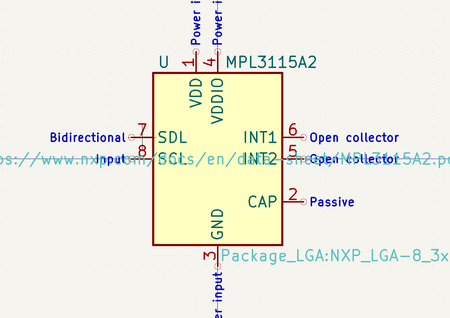 Power i
Power i
U
MPL3115A2
1
4
VDD
VDDIO
Bidirectional
7
SDL
INT1
6
Open collector
Input
8
SCL
INT2
5
Open collector
ps://www.nxp.com/docs/en/data-sheet/MPL3115A2.pd
CAP
2
Passive
GND
3
Package_LGA:NXP_LGA-8_3x
er input